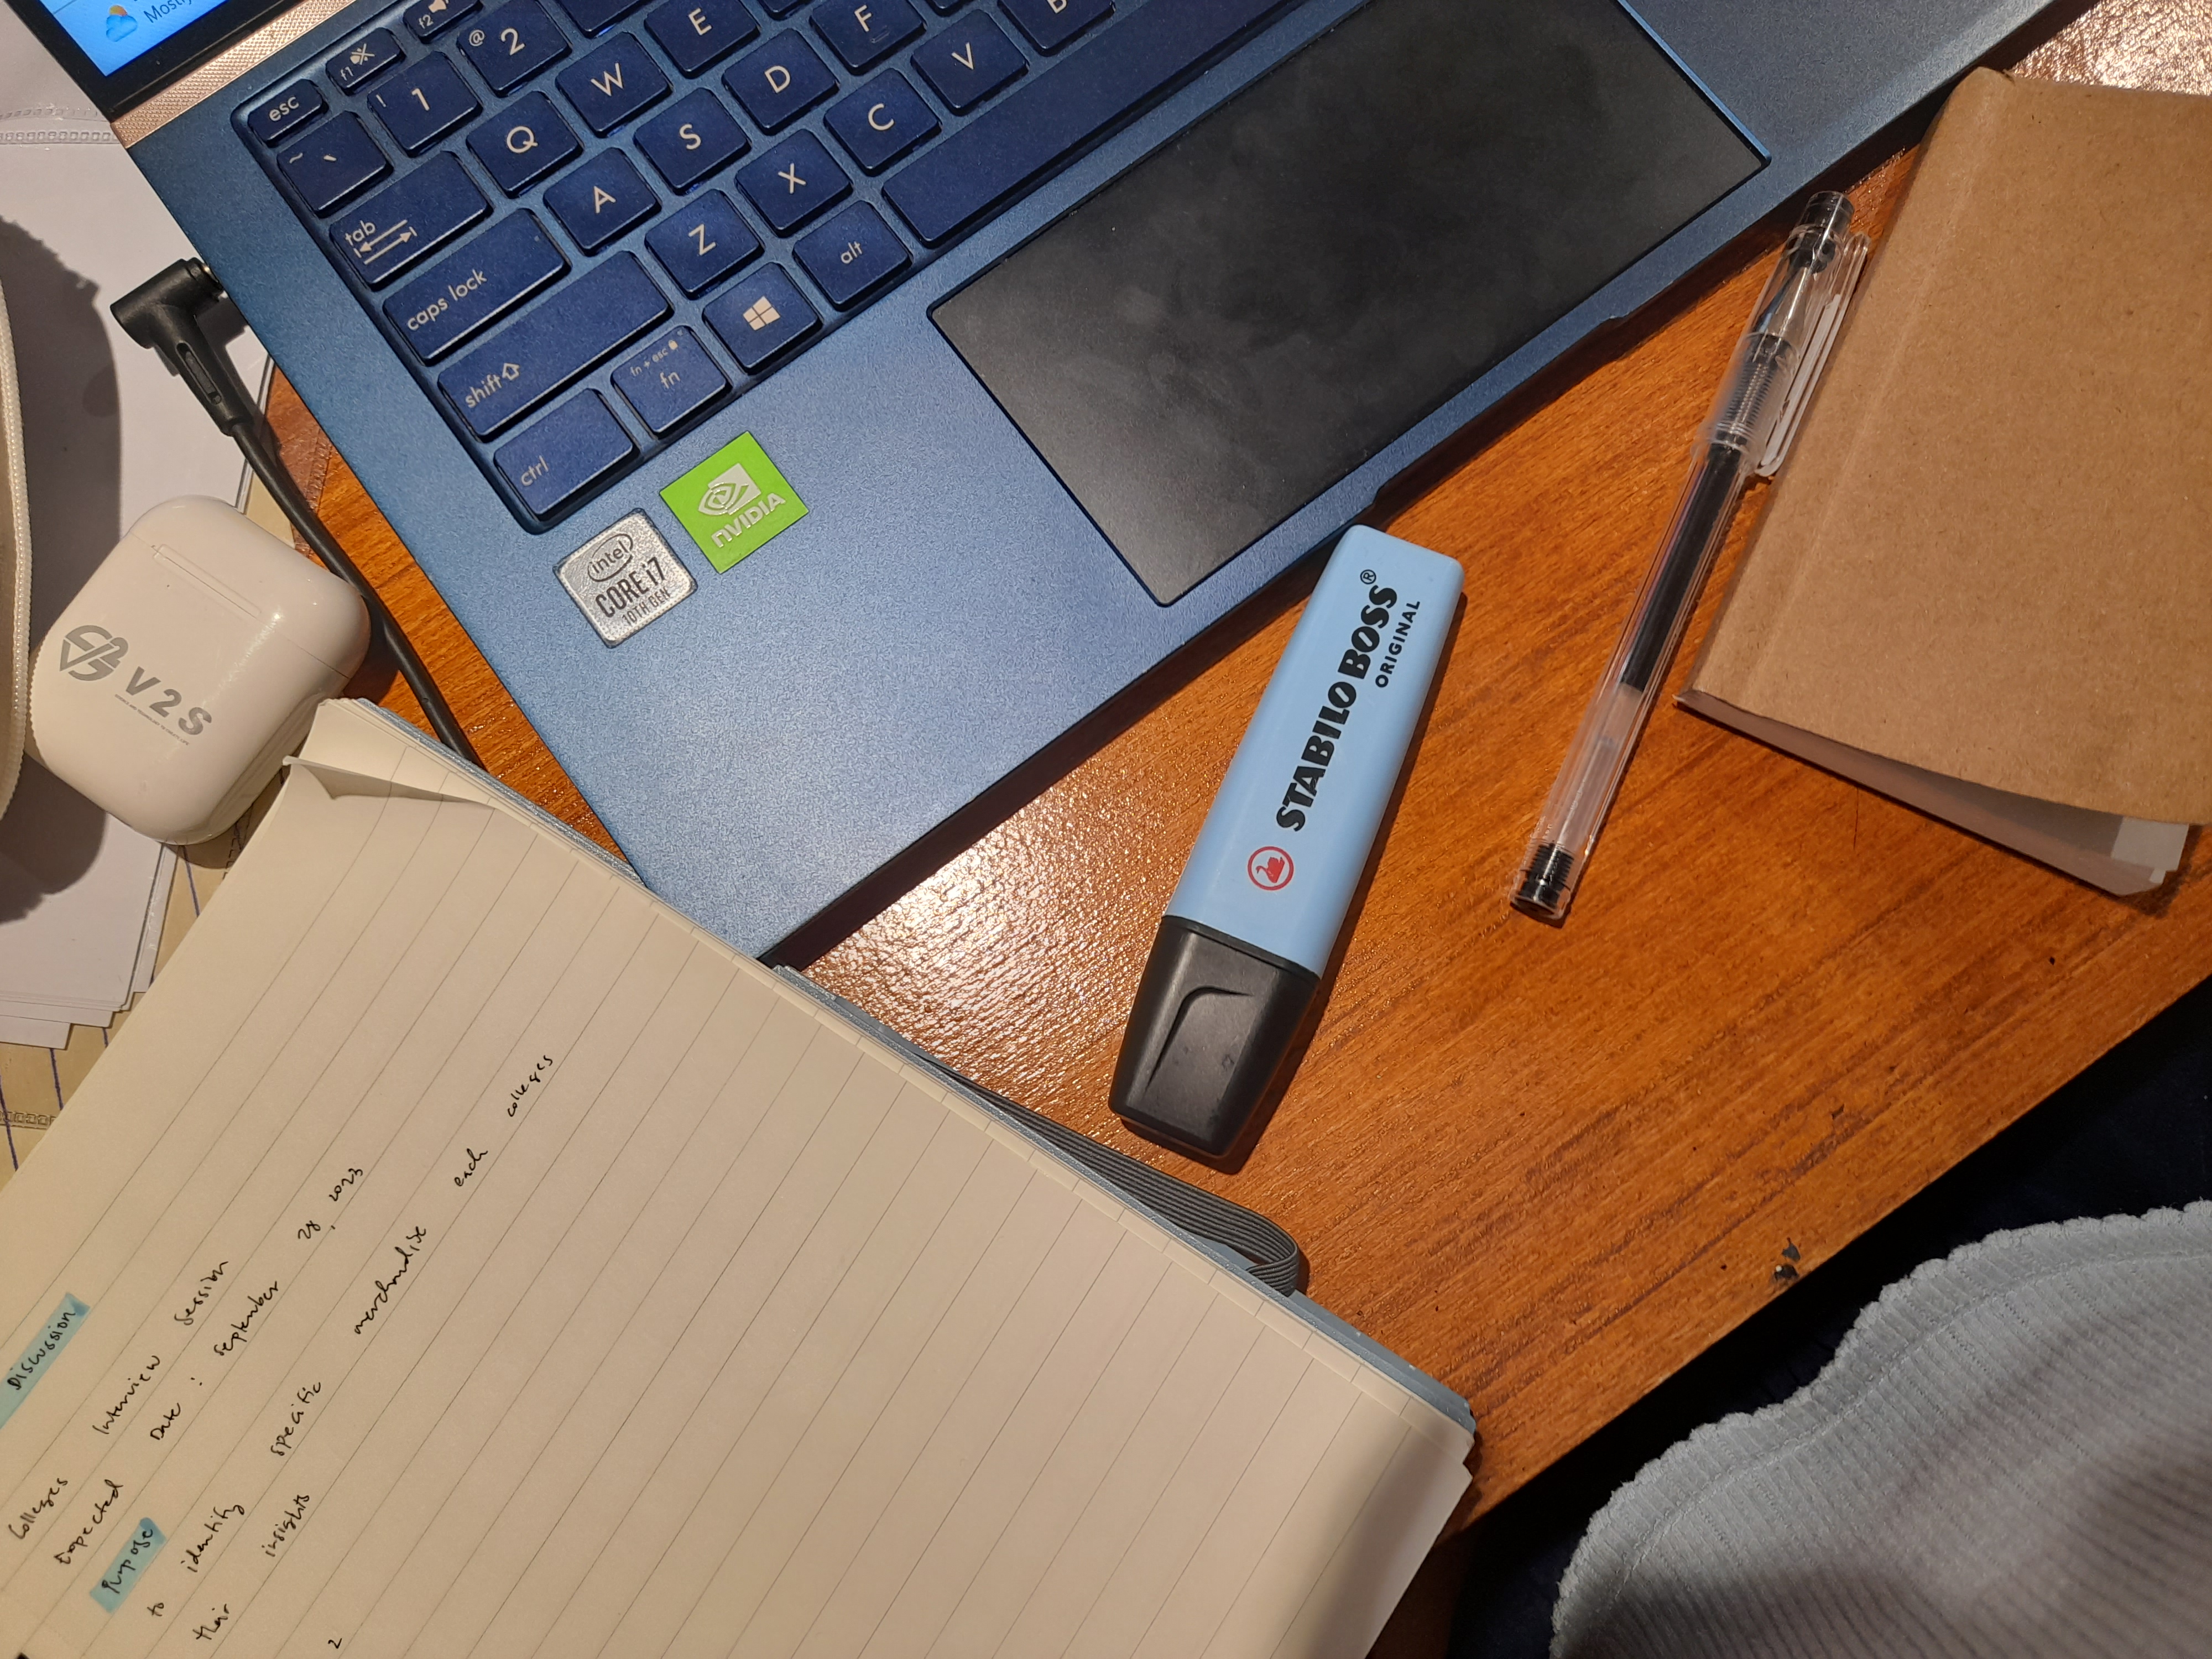 Mostly
esc
f1
f2
~ `
! 1
@ 2
tab
Q
W
E
caps lock
A
S
D
F
shift
Z
X
C
V
B
ctrl
fn + esc
fn
alt
intel
CORE i7
10TH GEN
NVIDIA
V2S
STABILO BOSS®
ORIGINAL
Discussion
Colleges Interview Session
Expected Date : September 28, 2023
Purpose
to identify specific merchandise each colleges
their insights
2